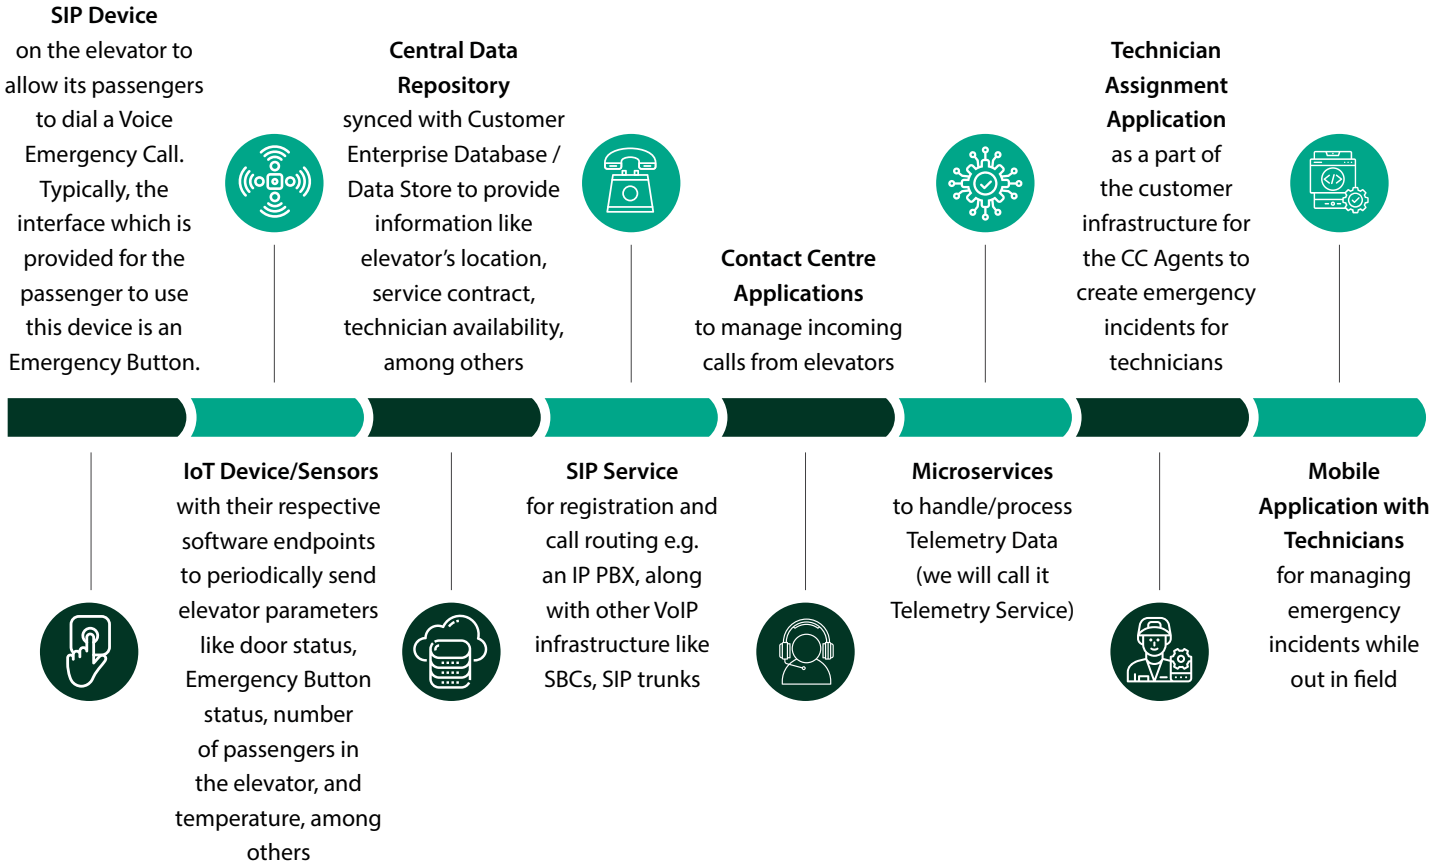 SIP Device
on the elevator to
allow its passengers
to dial a Voice
Emergency Call.
Typically, the
interface which is
provided for the
passenger to use
this device is an
Emergency Button.
IoT Device/Sensors
with their respective
software endpoints
to periodically send
elevator parameters
like door status,
Emergency Button
status, number
of passengers in
the elevator, and
temperature, among
others
Central Data
Repository
synced with Customer
Enterprise Database /
Data Store to provide
information like
elevator’s location,
service contract,
technician availability,
among others
SIP Service
for registration and
call routing e.g.
an IP PBX, along
with other VoIP
infrastructure like
SBCs, SIP trunks
Contact Centre
Applications
to manage incoming
calls from elevators
Microservices
to handle/process
Telemetry Data
(we will call it
Telemetry Service)
Technician
Assignment
Application
as a part of
the customer
infrastructure for
the CC Agents to
create emergency
incidents for
technicians
Mobile
Application with
Technicians
for managing
emergency
incidents while
out in field